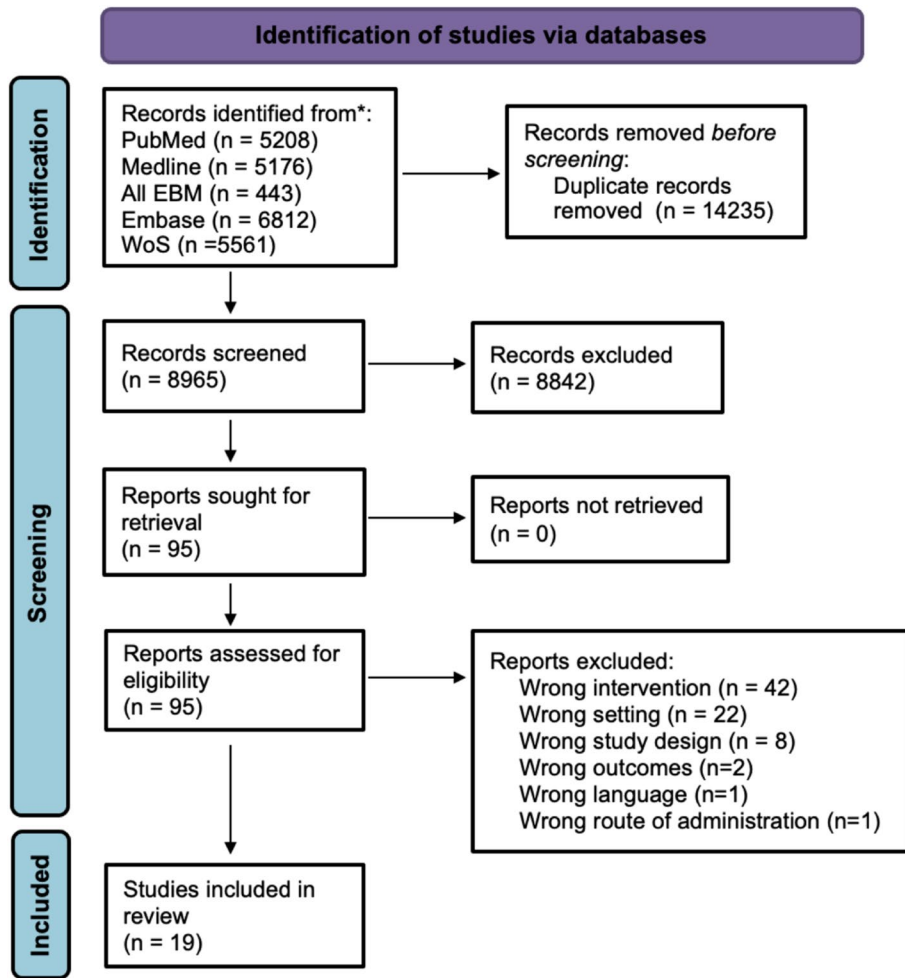 Identification of studies via databases
Identification
Records identified from*:
PubMed (n = 5208)
Medline (n = 5176)
All EBM (n = 443)
Embase (n = 6812)
WoS (n =5561)
Records removed before
screening:
Duplicate records
removed (n = 14235)
Screening
Records screened
(n = 8965)
Records excluded
(n = 8842)
Reports sought for
retrieval
(n = 95)
Reports not retrieved
(n = 0)
Reports assessed for
eligibility
(n = 95)
Reports excluded:
Wrong intervention (n = 42)
Wrong setting (n = 22)
Wrong study design (n = 8)
Wrong outcomes (n=2)
Wrong language (n=1)
Wrong route of administration (n=1)
Included
Studies included in
review
(n = 19)